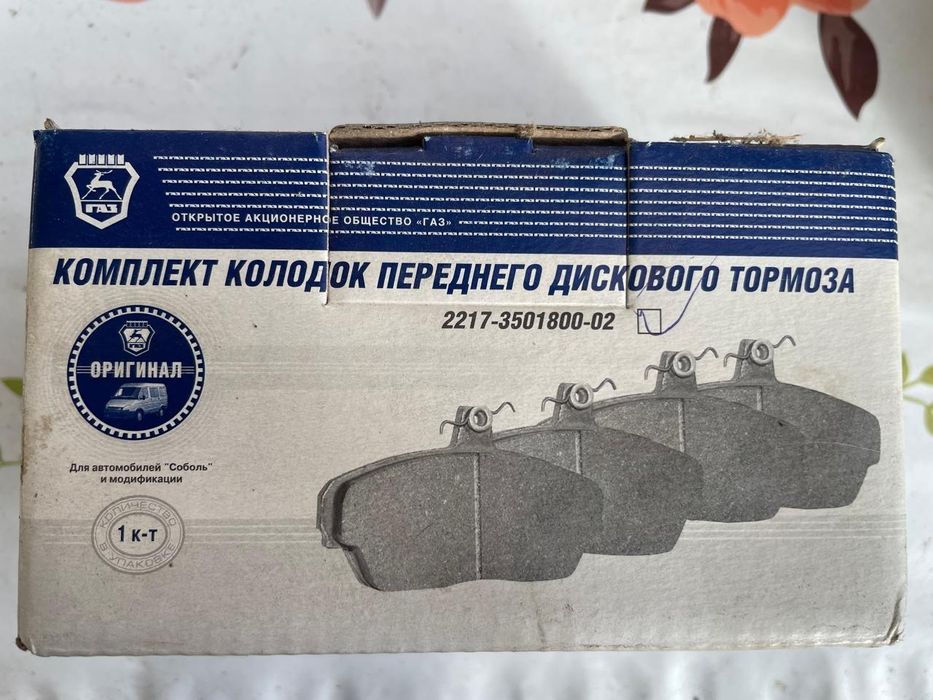 ГАЗ
ОТКРЫТОЕ АКЦИОНЕРНОЕ ОБЩЕСТВО «ГАЗ»
КОМПЛЕКТ КОЛОДОК ПЕРЕДНЕГО ДИСКОВОГО ТОРМОЗА
2217-3501800-02
ГАЗ
ОРИГИНАЛ
Для автомобилей "Соболь"
и модификации
КОЛИЧЕСТВО
1 к-т
В УПАКОВКЕ